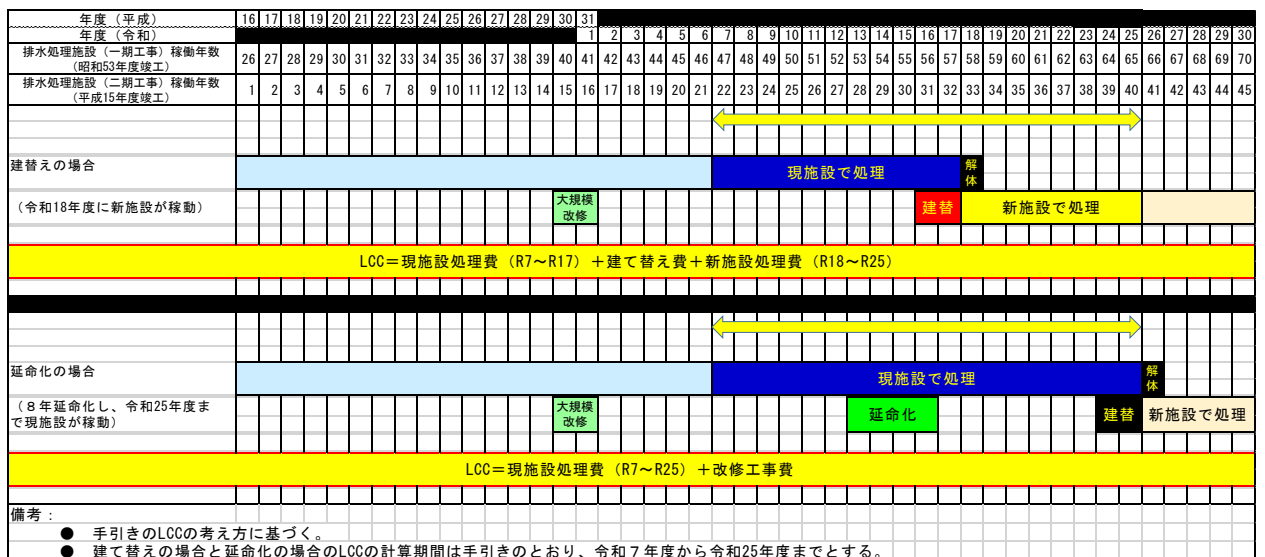 年度（平成） 16 17 18 19 20 21 22 23 24 25 26 27 28 29 30 31
年度（令和） 1 2 3 4 5 6 7 8 9 10 11 12 13 14 15 16 17 18 19 20 21 22 23 24 25 26 27 28 29 30
排水処理施設（一期工事）稼働年数
（昭和53年度竣工）
26 27 28 29 30 31 32 33 34 35 36 37 38 39 40 41 42 43 44 45 46 47 48 49 50 51 52 53 54 55 56 57 58 59 60 61 62 63 64 65 66 67 68 69 70
排水処理施設（二期工事）稼働年数
（平成15年度竣工）
1 2 3 4 5 6 7 8 9 10 11 12 13 14 15 16 17 18 19 20 21 22 23 24 25 26 27 28 29 30 31 32 33 34 35 36 37 38 39 40 41 42 43 44 45
建替えの場合
現施設で処理
解
体
（令和18年度に新施設が稼動）
大規模
改修
建替
新施設で処理
LCC＝現施設処理費（R7～R17）＋建て替え費＋新施設処理費（R18～R25）
延命化の場合
現施設で処理
解
体
（８年延命化し、令和25年度ま
で現施設が稼動）
大規模
改修
延命化
建替
新施設で処理
LCC＝現施設処理費（R7～R25）＋改修工事費
備考：
● 手引きのLCCの考え方に基づく。
● 建て替えの場合と延命化の場合のLCCの計算期間は手引きのとおり、令和７年度から令和25年度までとする。